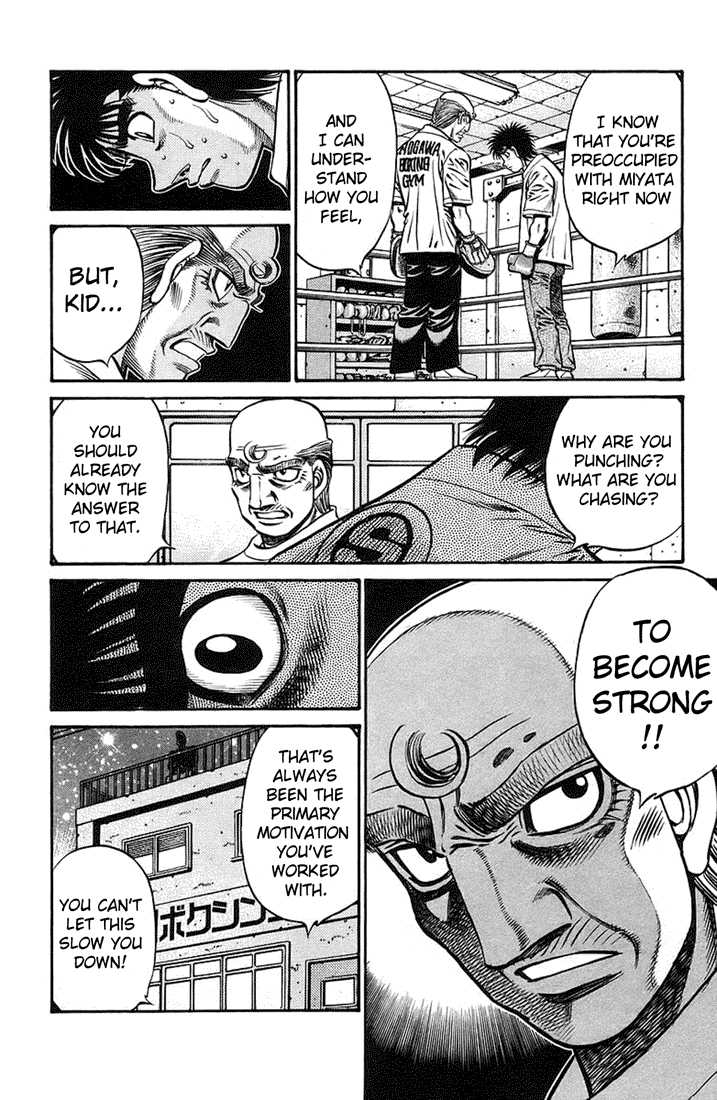 I KNOW
THAT YOU'RE
PREOCCUPIED
WITH MIYATA
RIGHT NOW
AND
I CAN
UNDER-
STAND
HOW YOU
FEEL,
OGAWA
BOXING
GYM
BUT,
KID...
WHY ARE YOU
PUNCHING?
WHAT ARE YOU
CHASING?
YOU
SHOULD
ALREADY
KNOW THE
ANSWER
TO THAT.
S
TO
BECOME
STRONG
!!
THAT'S
ALWAYS
BEEN THE
PRIMARY
MOTIVATION
YOU'VE
WORKED
WITH.
YOU CAN'T
LET THIS
SLOW YOU
DOWN!
ボクシン